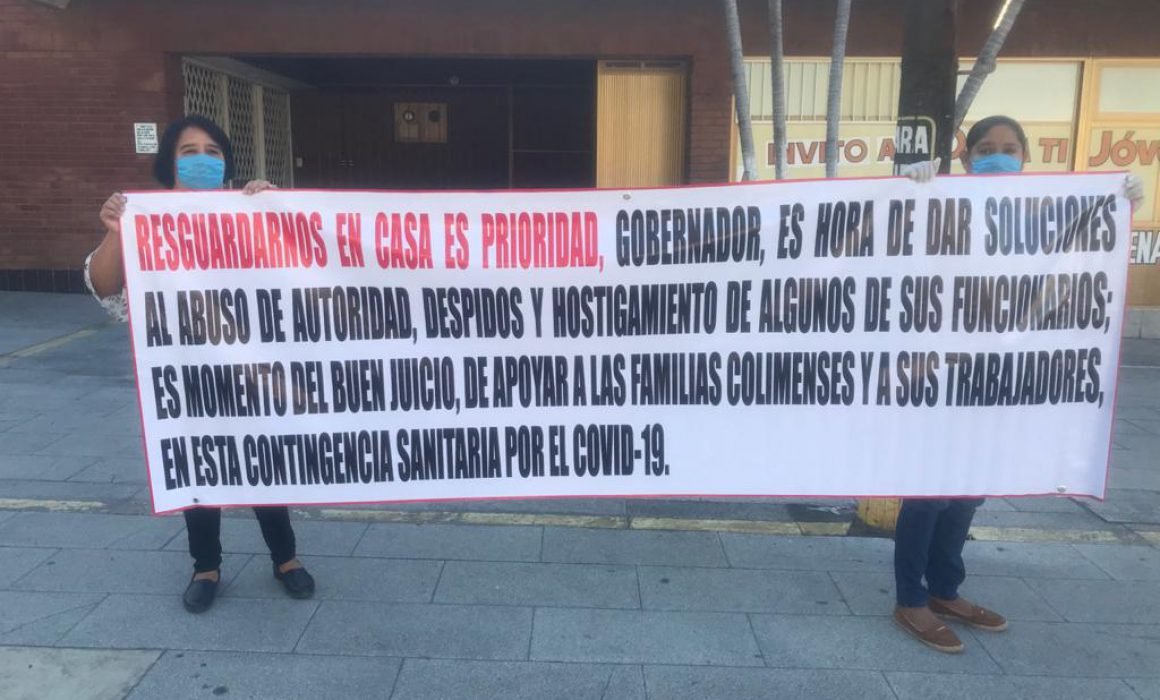 RESGUARDARNOS EN CASA ES PRIORIDAD, GOBERNADOR, ES HORA DE DAR SOLUCIONES
AL ABUSO DE AUTORIDAD, DESPIDOS Y HOSTIGAMIENTO DE ALGUNOS DE SUS FUNCIONARIOS;
ES MOMENTO DEL BUEN JUICIO, DE APOYAR A LAS FAMILIAS COLIMENSES Y A SUS TRABAJADORES,
EN ESTA CONTINGENCIA SANITARIA POR EL COVID-19.
INVITO A
A TI